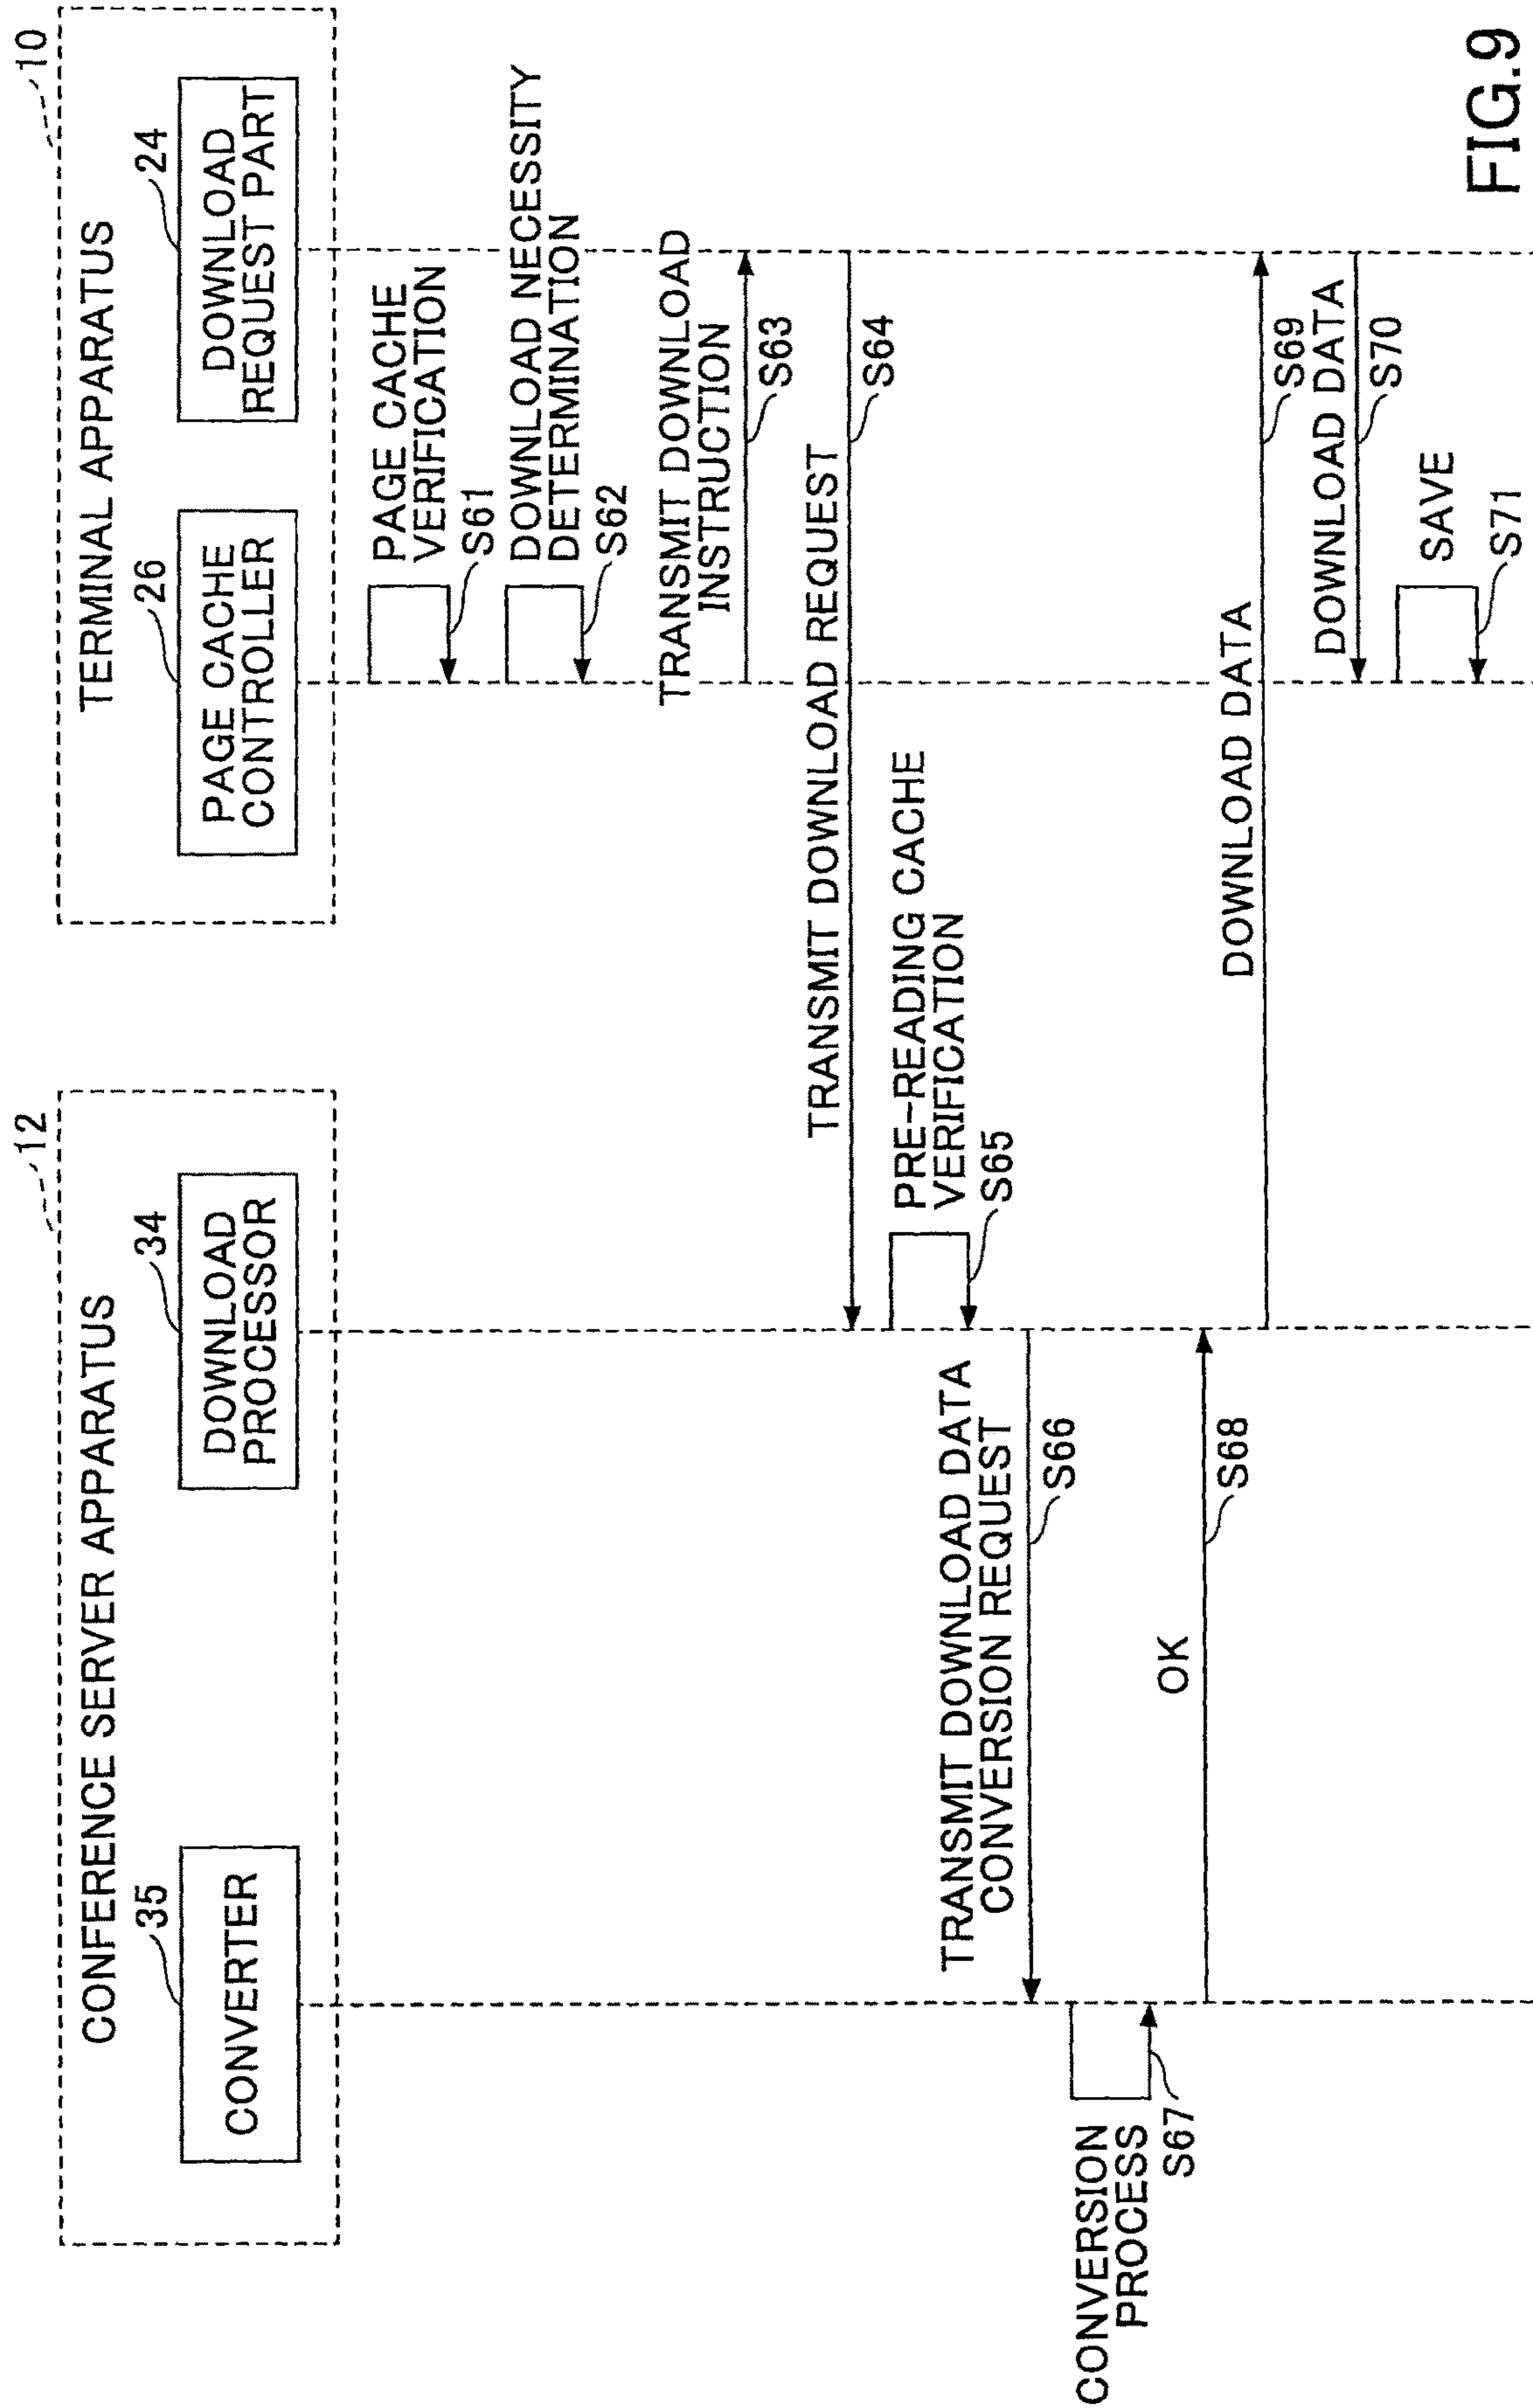 CONFERENCE SERVER APPARATUS
12
TERMINAL APPARATUS
10
35
CONVERTER
34
DOWNLOAD
PROCESSOR
26
PAGE CACHE
CONTROLLER
24
DOWNLOAD
REQUEST PART
PAGE CACHE
VERIFICATION
S61
DOWNLOAD NECESSITY
DETERMINATION
S62
TRANSMIT DOWNLOAD
INSTRUCTION
S63
TRANSMIT DOWNLOAD REQUEST
S64
PRE-READING CACHE
VERIFICATION
S65
TRANSMIT DOWNLOAD DATA
CONVERSION REQUEST
S66
CONVERSION
PROCESS
S67
OK
S68
DOWNLOAD DATA
S69
DOWNLOAD DATA
S70
SAVE
S71
FIG.9